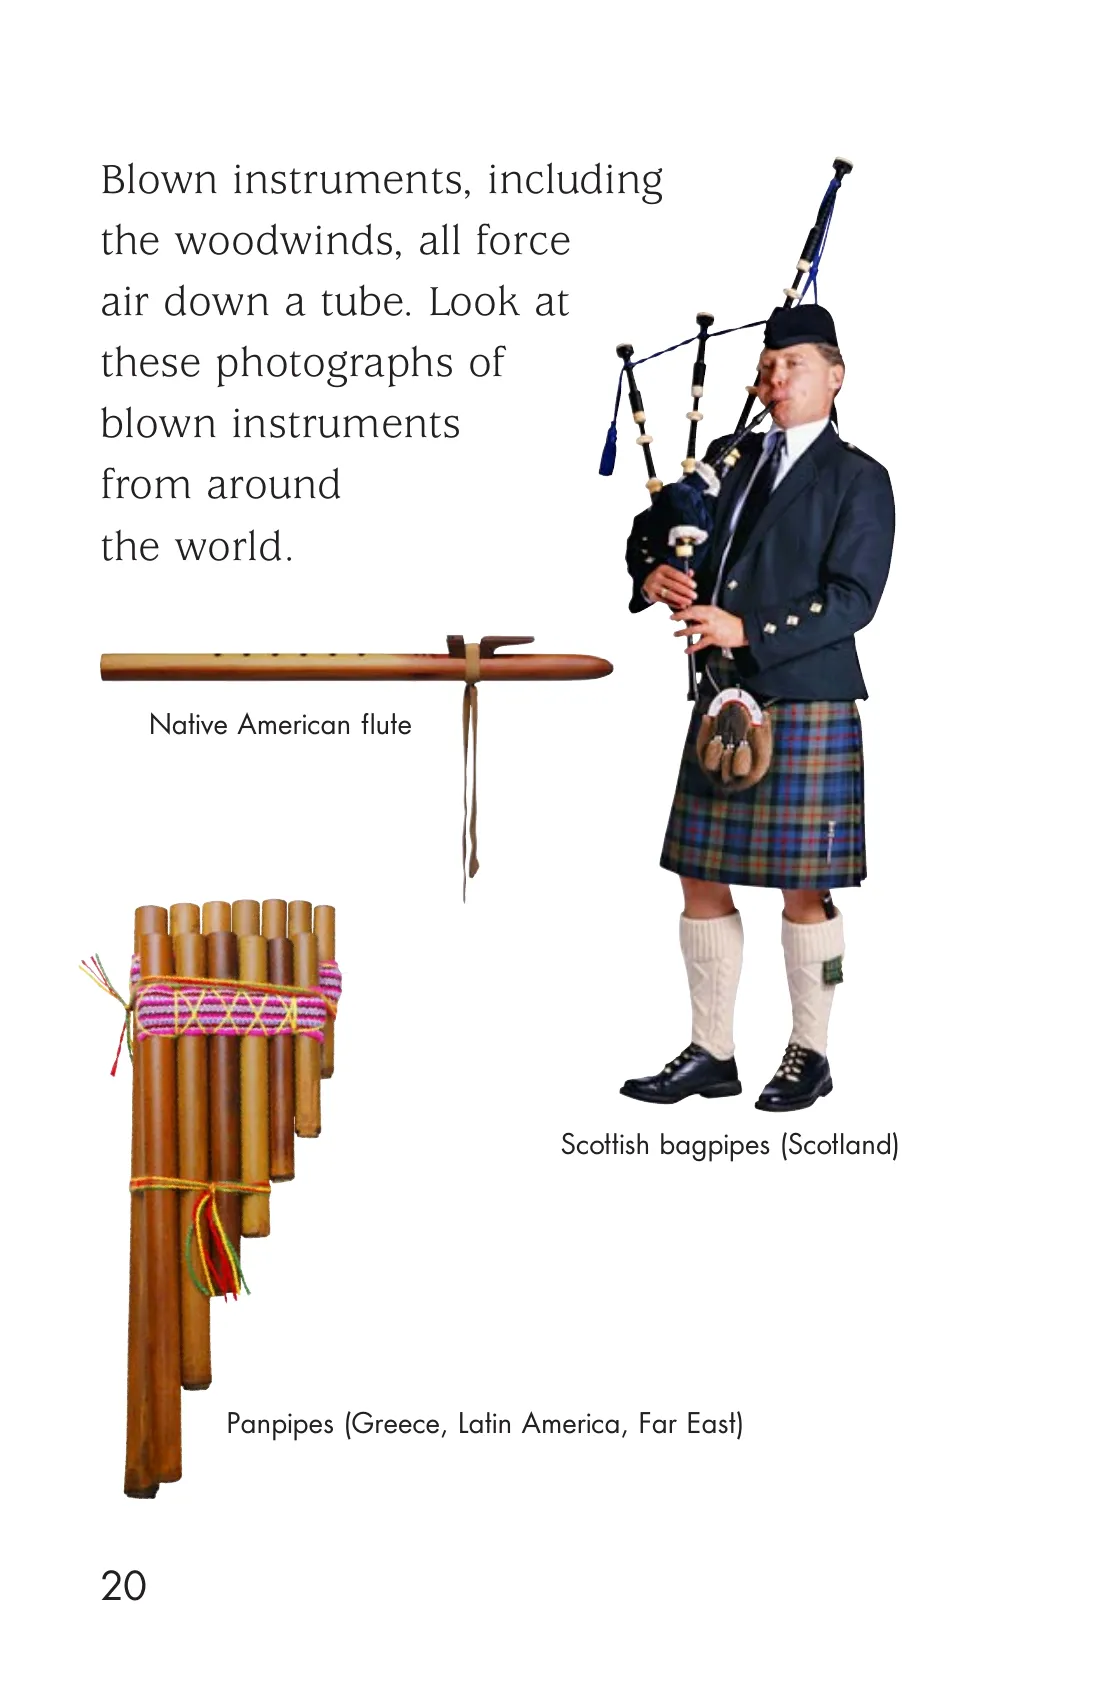 Blown instruments, including
the woodwinds, all force
air down a tube. Look at
these photographs of
blown instruments
from around
the world.
Native American flute
Scottish bagpipes (Scotland)
Panpipes (Greece, Latin America, Far East)
20